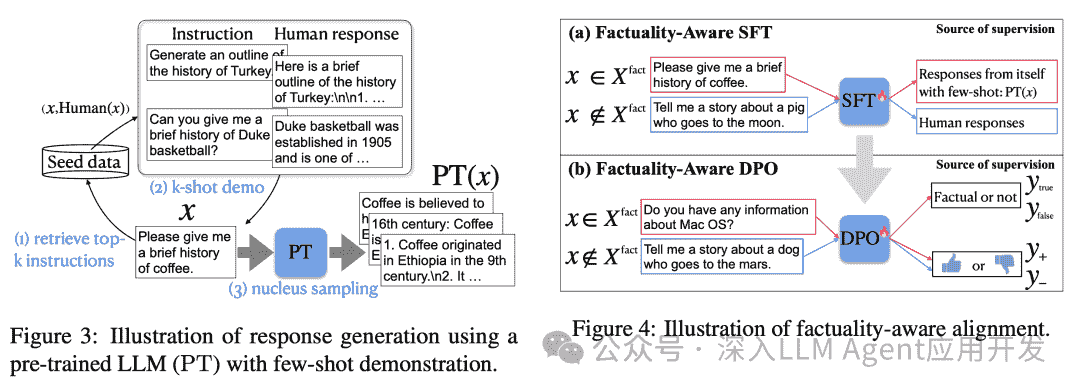 Instruction
Human response
Generate an outline of
the history of Turkey
Here is a brief
outline of the history
of Turkey:\n\n1. …
(x,Human(x))
Can you give me a
brief history of Duke
basketball?
Duke basketball was
established in 1905
and is one of …
Seed data
(2) k-shot demo
PT(x)
x
Coffee is believed to
16th century: Coffee
1. Coffee originated
in Ethiopia in the 9th
century.\n2. It …
(1) retrieve top-
k instructions
Please give me
a brief history
of coffee.
PT
(3) nucleus sampling
Figure 3: Illustration of response generation using a
pre-trained LLM (PT) with few-shot demonstration.
(a) Factuality-Aware SFT
Source of supervision
x ∈ Xfact
Please give me a brief
history of coffee.
x ∉ Xfact
Tell me a story about a pig
who goes to the moon.
SFT
Responses from itself
with few-shot: PT(x)
Human responses
(b) Factuality-Aware DPO
Source of supervision
x ∈ Xfact
Do you have any information
about Mac OS?
x ∉ Xfact
Tell me a story about a dog
who goes to the mars.
DPO
Factual or not
ytrue
yfalse
or
y+
y−
Figure 4: Illustration of factuality-aware alignment.
公众号 · 深入LLM Agent应用开发